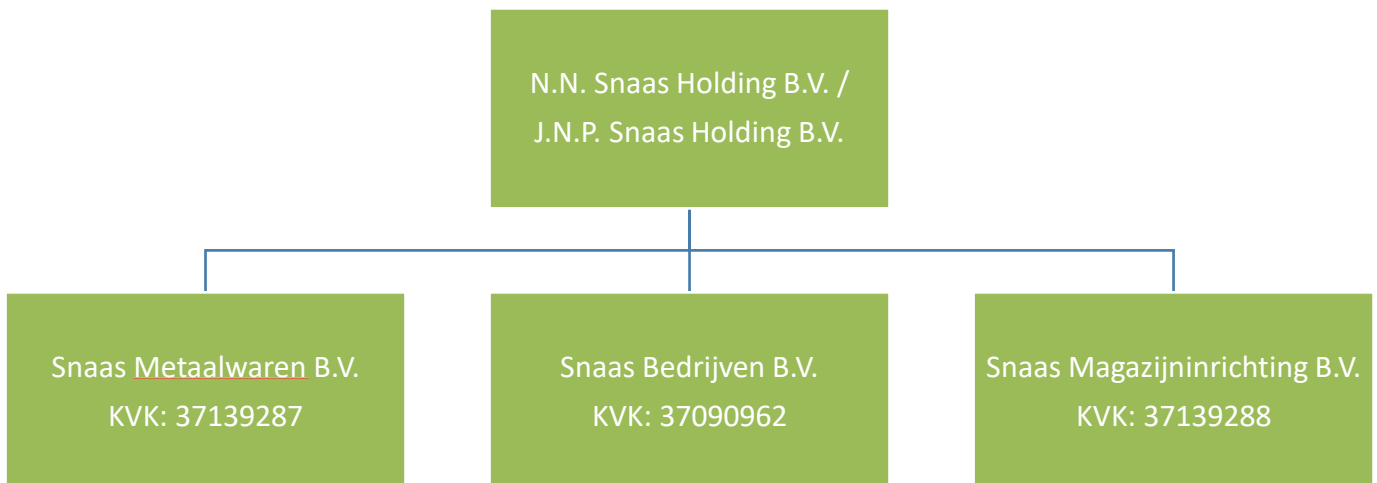 N.N. Snaas Holding B.V. /
J.N.P. Snaas Holding B.V.
Snaas Metaalwaren B.V.
KVK: 37139287
Snaas Bedrijven B.V.
KVK: 37090962
Snaas Magazijninrichting B.V.
KVK: 37139288